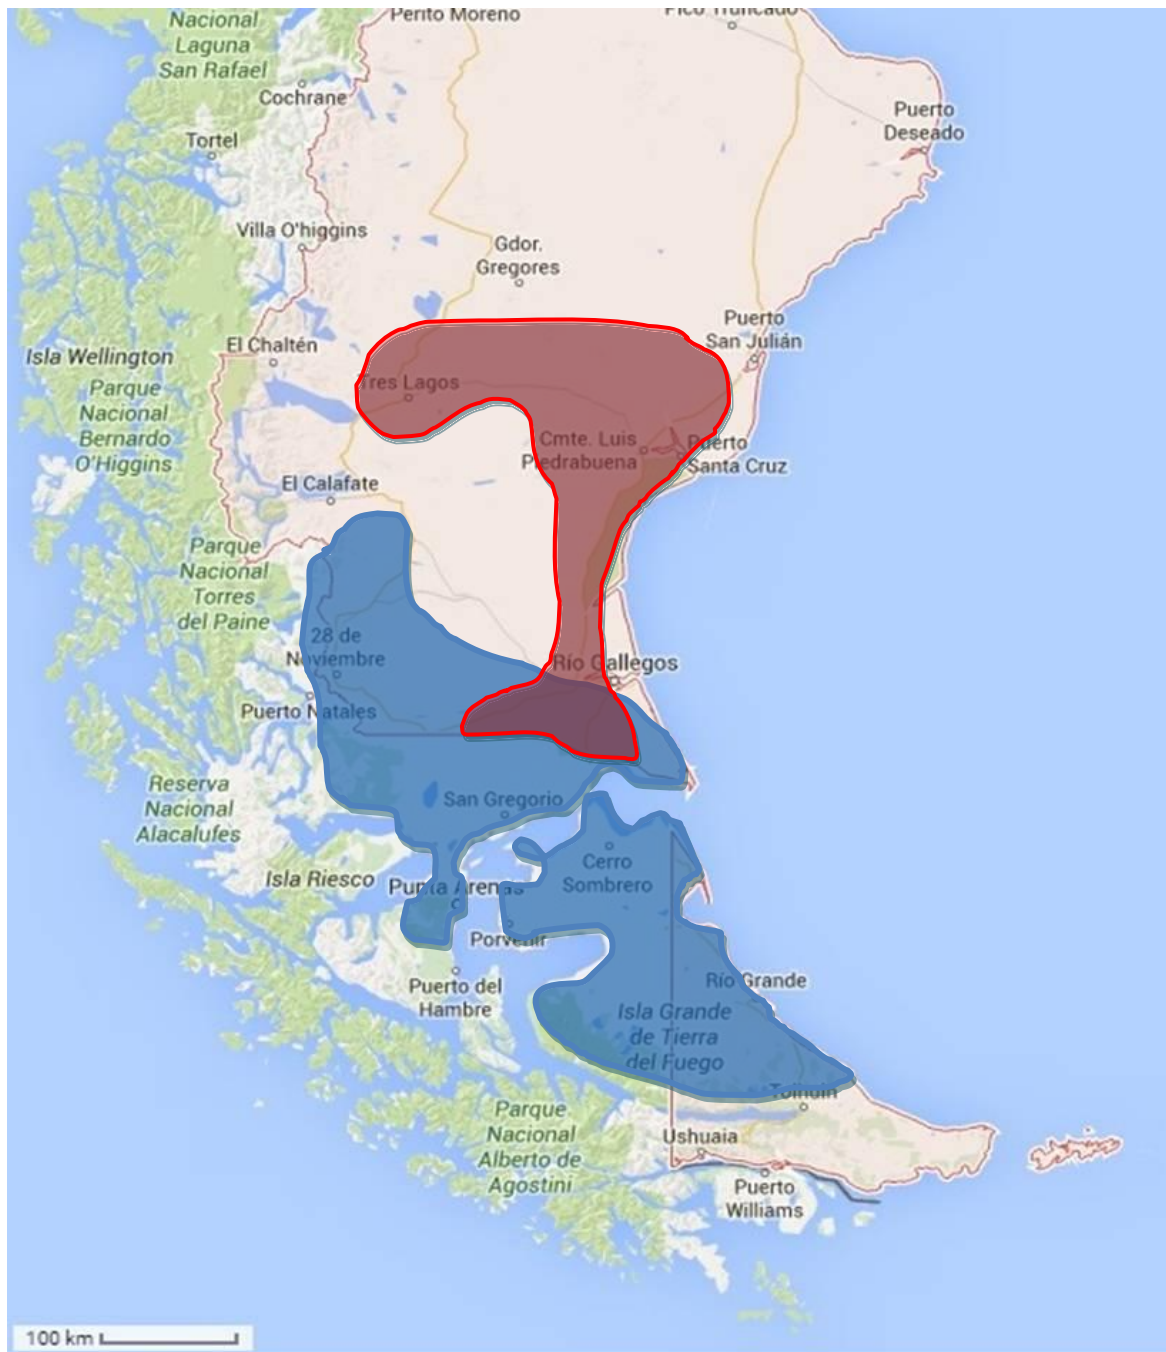 Perito Moreno
Pico Truncado
Nacional
Laguna
San Rafael
Cochrane
Puerto
Deseado
Tortel
Villa O'higgins
Gdor.
Gregores
Puerto
San Julián
El Chaltén
Isla Wellington
Parque
Nacional
Bernardo
O'Higgins
Tres Lagos
Cmte. Luis
Piedrabuena
Puerto
Santa Cruz
El Calafate
Parque
Nacional
Torres
del Paine
28 de
Noviembre
Río Gallegos
Puerto Natales
Reserva
Nacional
Alacalufes
San Gregorio
Cerro
Sombrero
Isla Riesco
Punta Arenas
Porvenir
Puerto del
Hambre
Río Grande
Isla Grande
de Tierra
del Fuego
Tolhuin
Parque
Nacional
Alberto de
Agostini
Ushuaia
Puerto
Williams
100 km